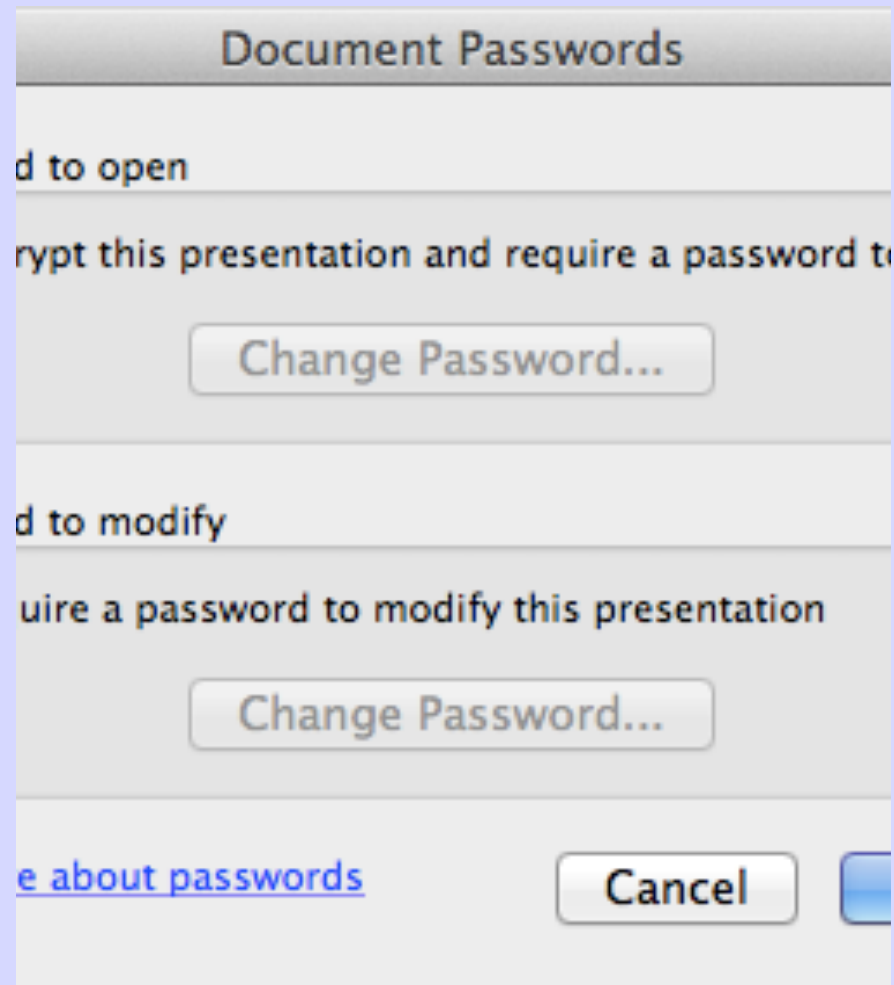 Document Passwords
d to open
rypt this presentation and require a password t
Change Password...
d to modify
uire a password to modify this presentation
Change Password...
e about passwords
Cancel